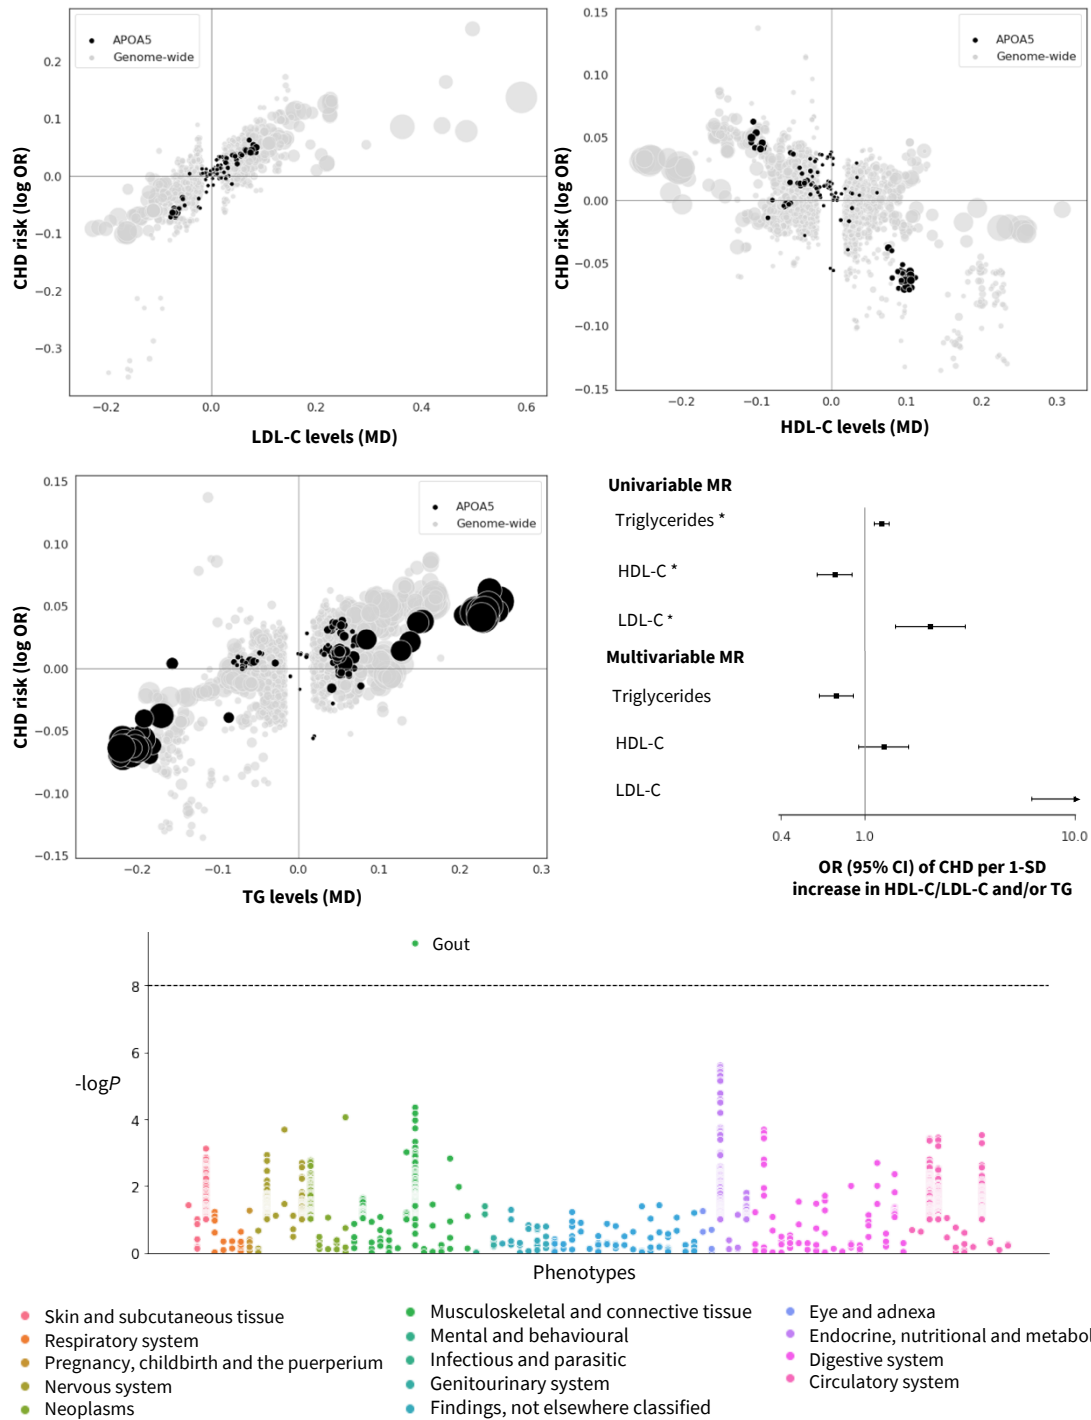 APOA5
Genome-wide
0.2
0.1
0.0
−0.1
−0.2
−0.3
−0.2
0.0
0.2
0.4
0.6
CHD risk (log OR)
LDL-C levels (MD)
APOA5
Genome-wide
0.15
0.10
0.05
0.00
−0.05
−0.10
−0.15
−0.2
−0.1
0.0
0.1
0.2
0.3
CHD risk (log OR)
HDL-C levels (MD)
APOA5
Genome-wide
0.15
0.10
0.05
0.00
−0.05
−0.10
−0.15
−0.2
−0.1
0.0
0.1
0.2
0.3
CHD risk (log OR)
TG levels (MD)
Univariable MR
Triglycerides *
HDL-C *
LDL-C *
Multivariable MR
Triglycerides
HDL-C
LDL-C
0.4
1.0
10.0
OR (95% CI) of CHD per 1-SD
increase in HDL-C/LDL-C and/or TG
Gout
8
6
4
2
0
-logP
Phenotypes
Skin and subcutaneous tissue
Respiratory system
Pregnancy, childbirth and the puerperium
Nervous system
Neoplasms
Musculoskeletal and connective tissue
Mental and behavioural
Infectious and parasitic
Genitourinary system
Findings, not elsewhere classified
Eye and adnexa
Endocrine, nutritional and metabol
Digestive system
Circulatory system